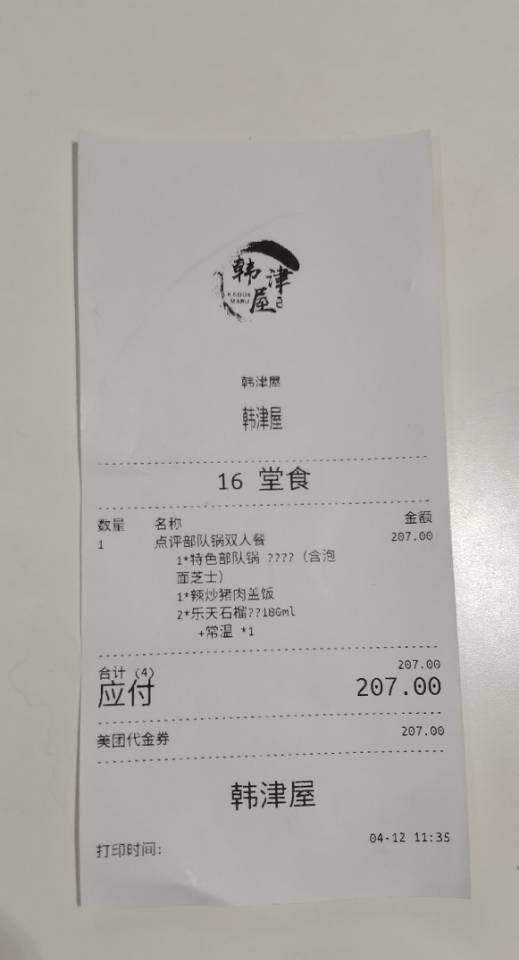 韩津屋
韩津屋
韩津屋
16 堂食
数量 名称 金额
1 点评部队锅双人餐 207.00
1*特色部队锅 ???? (含泡
面芝士)
1*辣炒猪肉盖饭
2*乐天石榴??180ml
+常温 *1
合计 (4) 207.00
应付 207.00
美团代金券 207.00
韩津屋
打印时间: 04-12 11:35